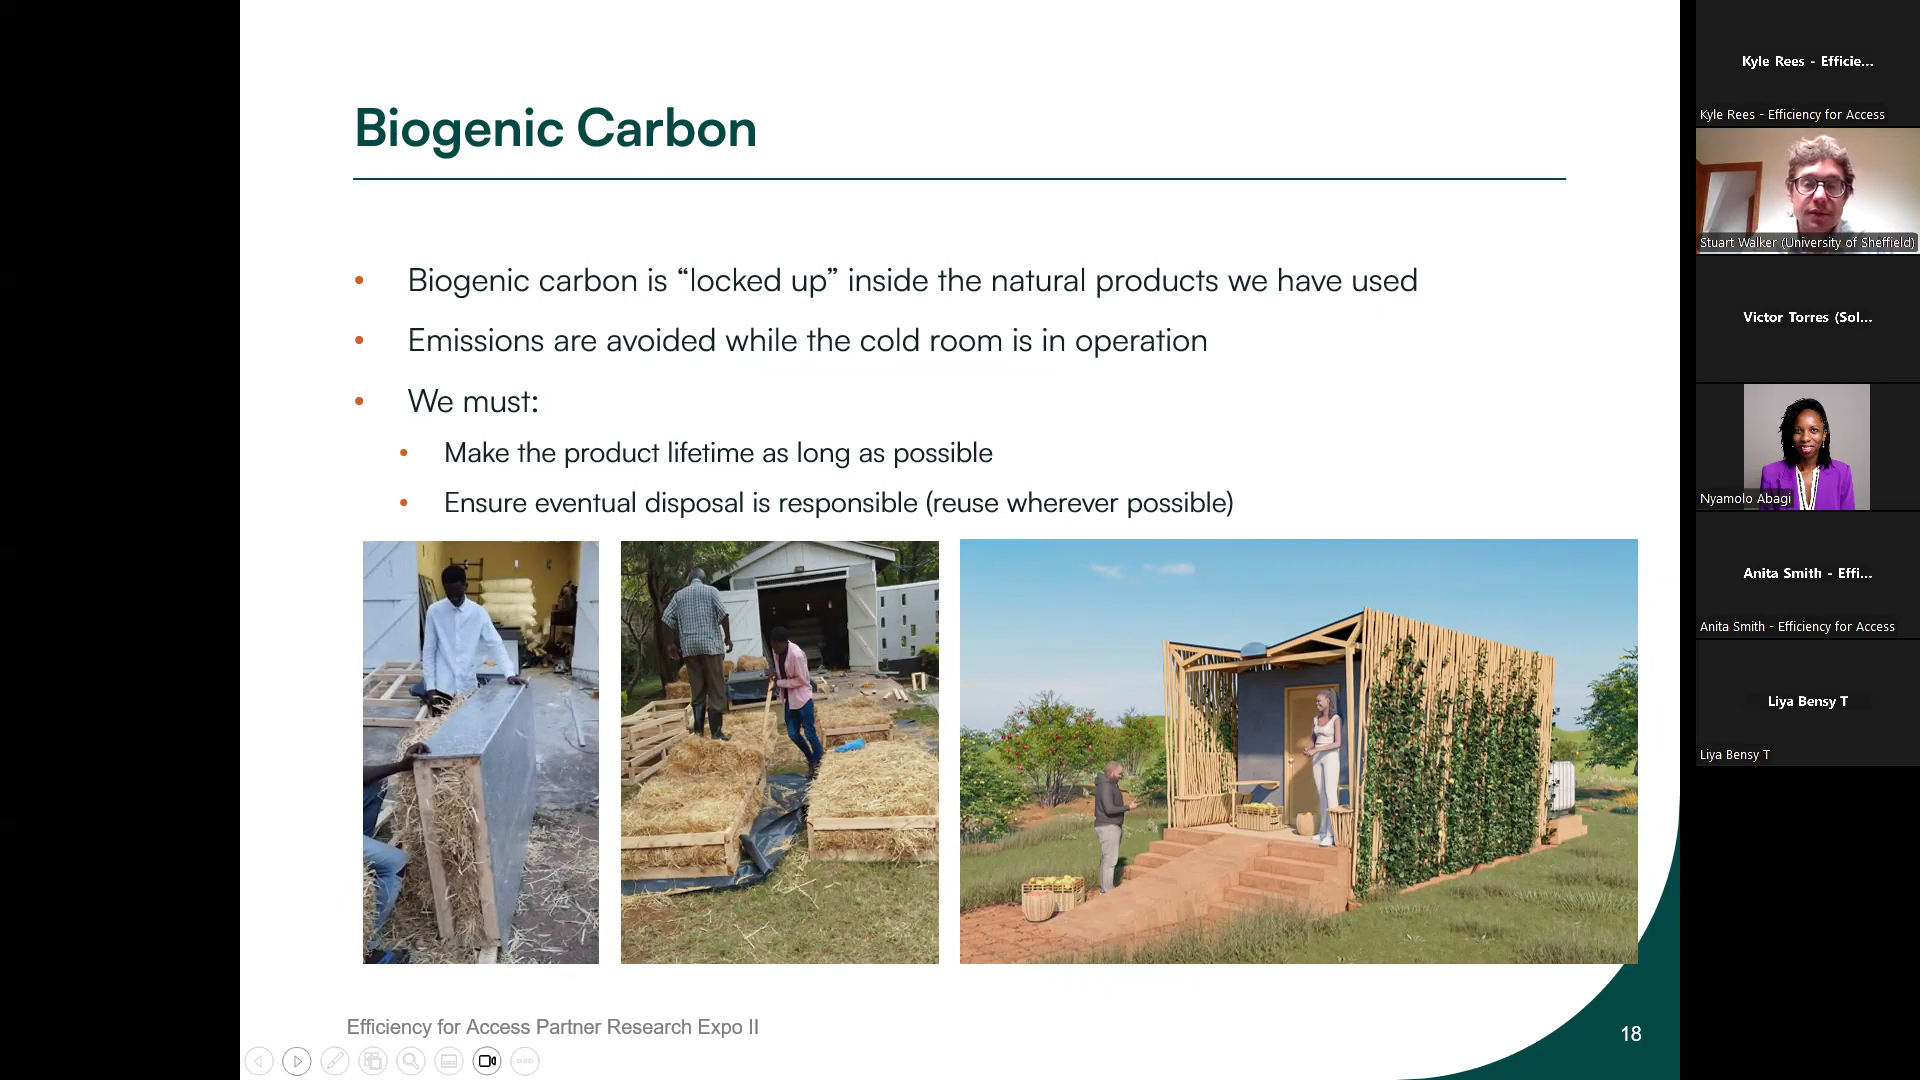 Biogenic Carbon
• Biogenic carbon is “locked up” inside the natural products we have used
• Emissions are avoided while the cold room is in operation
• We must:
• Make the product lifetime as long as possible
• Ensure eventual disposal is responsible (reuse wherever possible)
Efficiency for Access Partner Research Expo II
18
Kyle Rees - Efficie...
Kyle Rees - Efficiency for Access
Stuart Walker (University of Sheffield)
Victor Torres (Sol...
Nyamolo Abagi
Anita Smith - Effi...
Anita Smith - Efficiency for Access
Liya Bensy T
Liya Bensy T